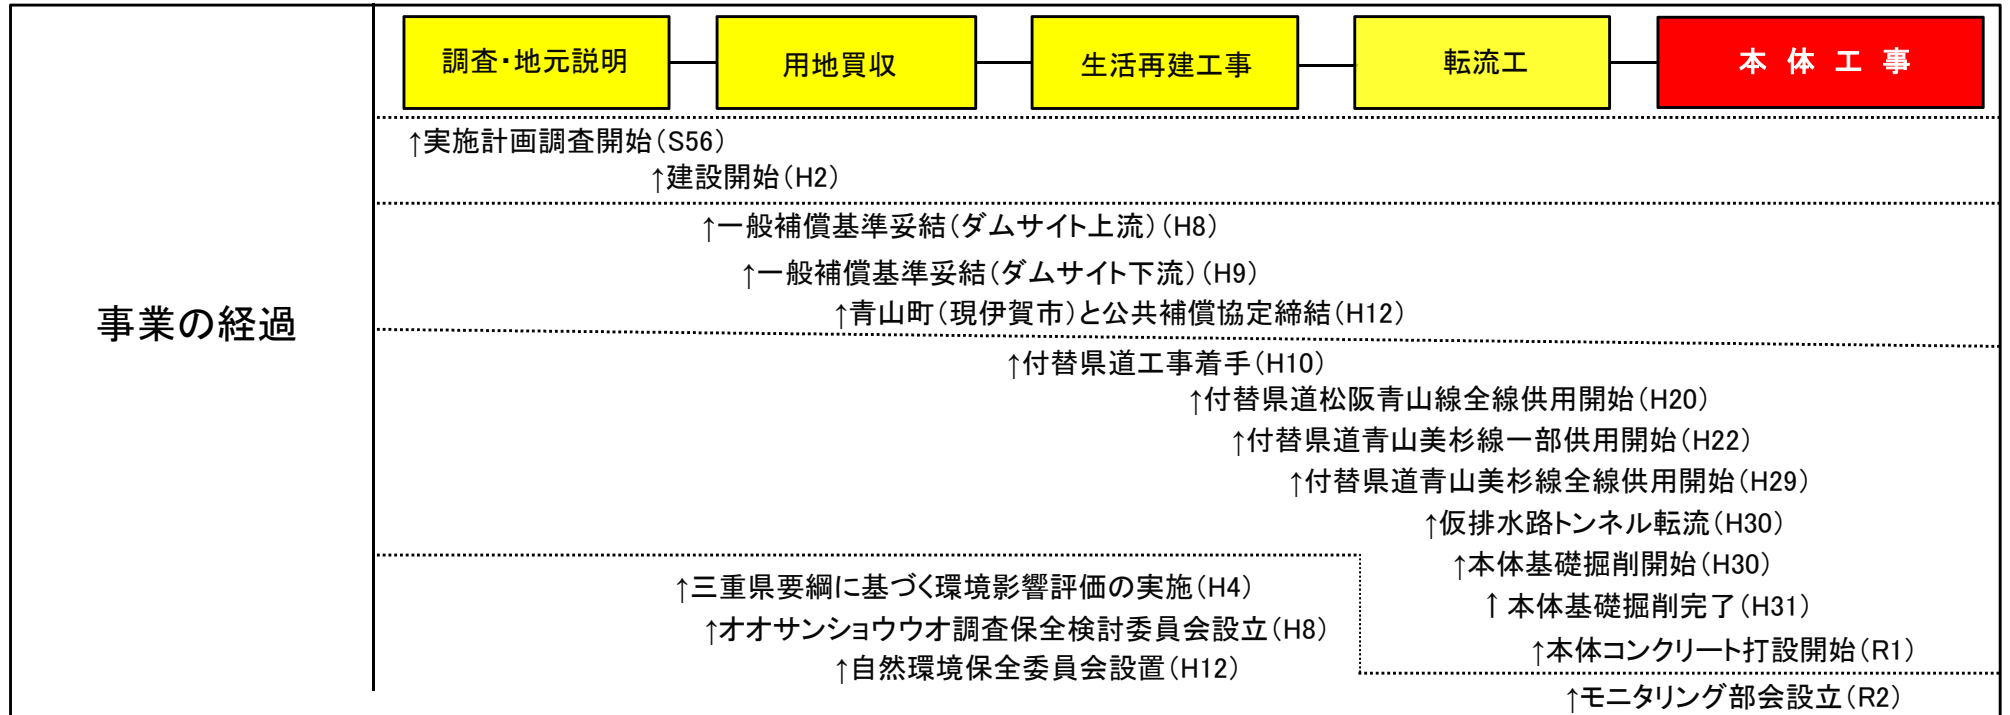 調査・地元説明
用地買収
生活再建工事
転流工
本体工事
事業の経過
↑実施計画調査開始(S56)
↑建設開始(H2)
↑一般補償基準妥結(ダムサイト上流)(H8)
↑一般補償基準妥結(ダムサイト下流)(H9)
↑青山町(現伊賀市)と公共補償協定締結(H12)
↑付替県道工事着手(H10)
↑付替県道松阪青山線全線供用開始(H20)
↑付替県道青山美杉線一部供用開始(H22)
↑付替県道青山美杉線全線供用開始(H29)
↑仮排水路トンネル転流(H30)
↑本体基礎掘削開始(H30)
↑本体基礎掘削完了(H31)
↑本体コンクリート打設開始(R1)
↑三重県要綱に基づく環境影響評価の実施(H4)
↑オオサンショウウオ調査保全検討委員会設立(H8)
↑自然環境保全委員会設置(H12)
↑モニタリング部会設立(R2)